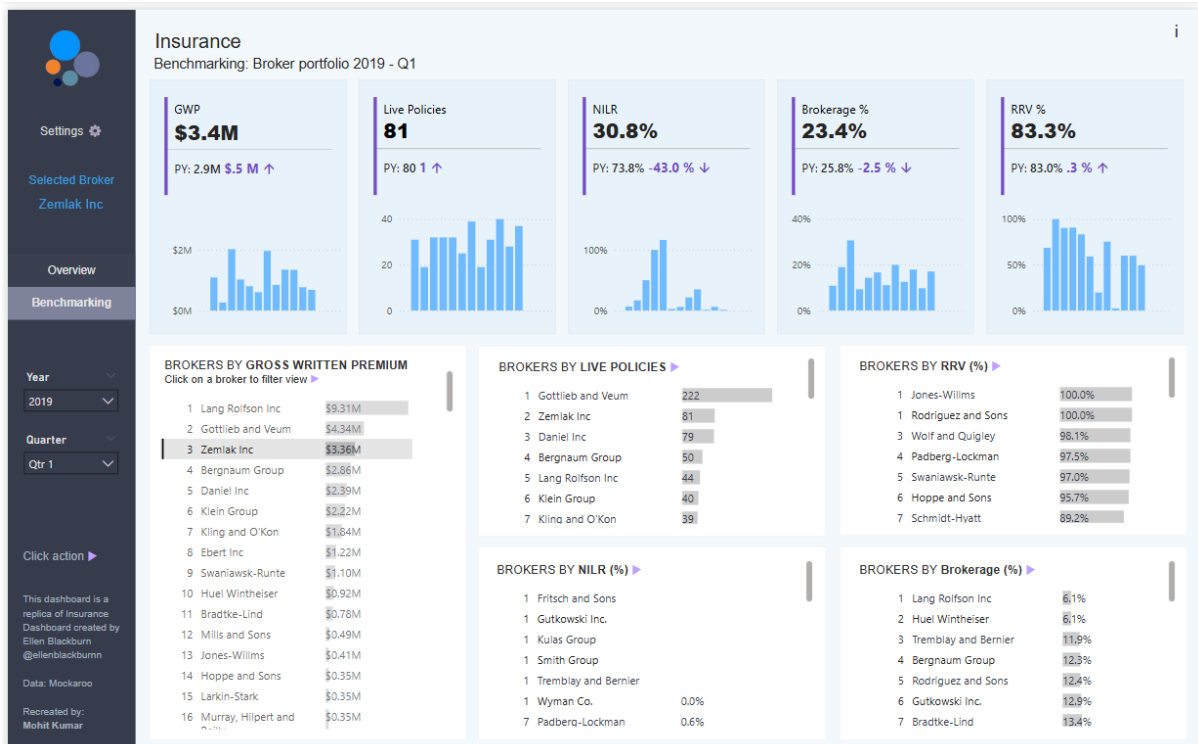 Insurance
i
Benchmarking: Broker portfolio 2019 - Q1
Settings
Selected Broker
Zemlak Inc
Overview
Benchmarking
Year
2019
Quarter
Qtr 1
Click action
This dashboard is a
replica of Insurance
Dashboard created by
Ellen Blackburn
@ellenblackburnn
Data: Mockaroo
Recreated by:
Mohit Kumar
GWP
$3.4M
PY: 2.9M $.5 M ↑
$2M
$0M
Live Policies
81
PY: 80 1 ↑
40
20
0
NILR
30.8%
PY: 73.8% -43.0 % ↓
100%
0%
Brokerage %
23.4%
PY: 25.8% -2.5 % ↓
40%
20%
0%
RRV %
83.3%
PY: 83.0% .3 % ↑
100%
50%
0%
BROKERS BY GROSS WRITTEN PREMIUM
Click on a broker to filter view
1 Lang Rolfson Inc $9.31M
2 Gottlieb and Veum $4.34M
3 Zemlak Inc $3.36M
4 Bergnaum Group $2.86M
5 Daniel Inc $2.39M
6 Klein Group $2.22M
7 Kling and O'Kon $1.84M
8 Ebert Inc $1.22M
9 Swaniawsk-Runte $1.10M
10 Huel Wintheiser $0.92M
11 Bradtke-Lind $0.78M
12 Mills and Sons $0.49M
13 Jones-Willms $0.41M
14 Hoppe and Sons $0.35M
15 Larkin-Stark $0.35M
16 Murray, Hilpert and $0.35M
BROKERS BY LIVE POLICIES
1 Gottlieb and Veum 222
2 Zemlak Inc 81
3 Daniel Inc 79
4 Bergnaum Group 50
5 Lang Rolfson Inc 44
6 Klein Group 40
7 Kling and O'Kon 39
BROKERS BY RRV (%)
1 Jones-Willms 100.0%
1 Rodriguez and Sons 100.0%
3 Wolf and Quigley 98.1%
4 Padberg-Lockman 97.5%
5 Swaniawsk-Runte 97.0%
6 Hoppe and Sons 95.7%
7 Schmidt-Hyatt 89.2%
BROKERS BY NILR (%)
1 Fritsch and Sons
1 Gutkowski Inc.
1 Kulas Group
1 Smith Group
1 Tremblay and Bernier
1 Wyman Co. 0.0%
7 Padberg-Lockman 0.6%
BROKERS BY Brokerage (%)
1 Lang Rolfson Inc 6.1%
2 Huel Wintheiser 6.1%
3 Tremblay and Bernier 11.9%
4 Bergnaum Group 12.3%
5 Rodriguez and Sons 12.4%
6 Gutkowski Inc. 12.9%
7 Bradtke-Lind 13.4%